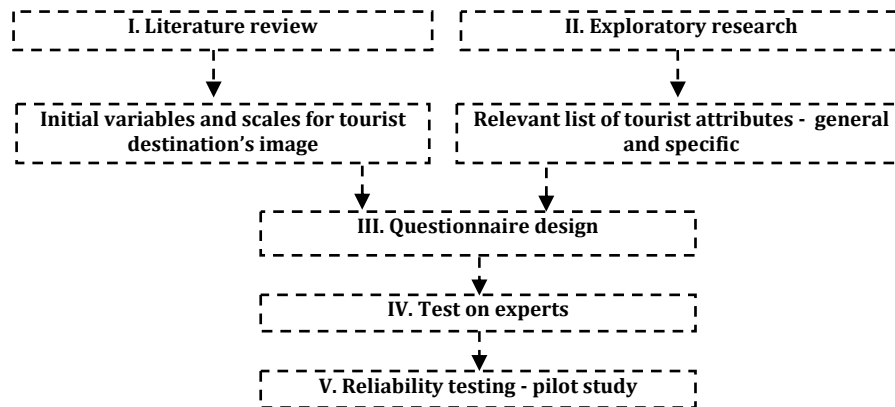 I. Literature review
II. Exploratory research
Initial variables and scales for tourist
destination's image
Relevant list of tourist attributes - general
and specific
III. Questionnaire design
IV. Test on experts
V. Reliability testing - pilot study